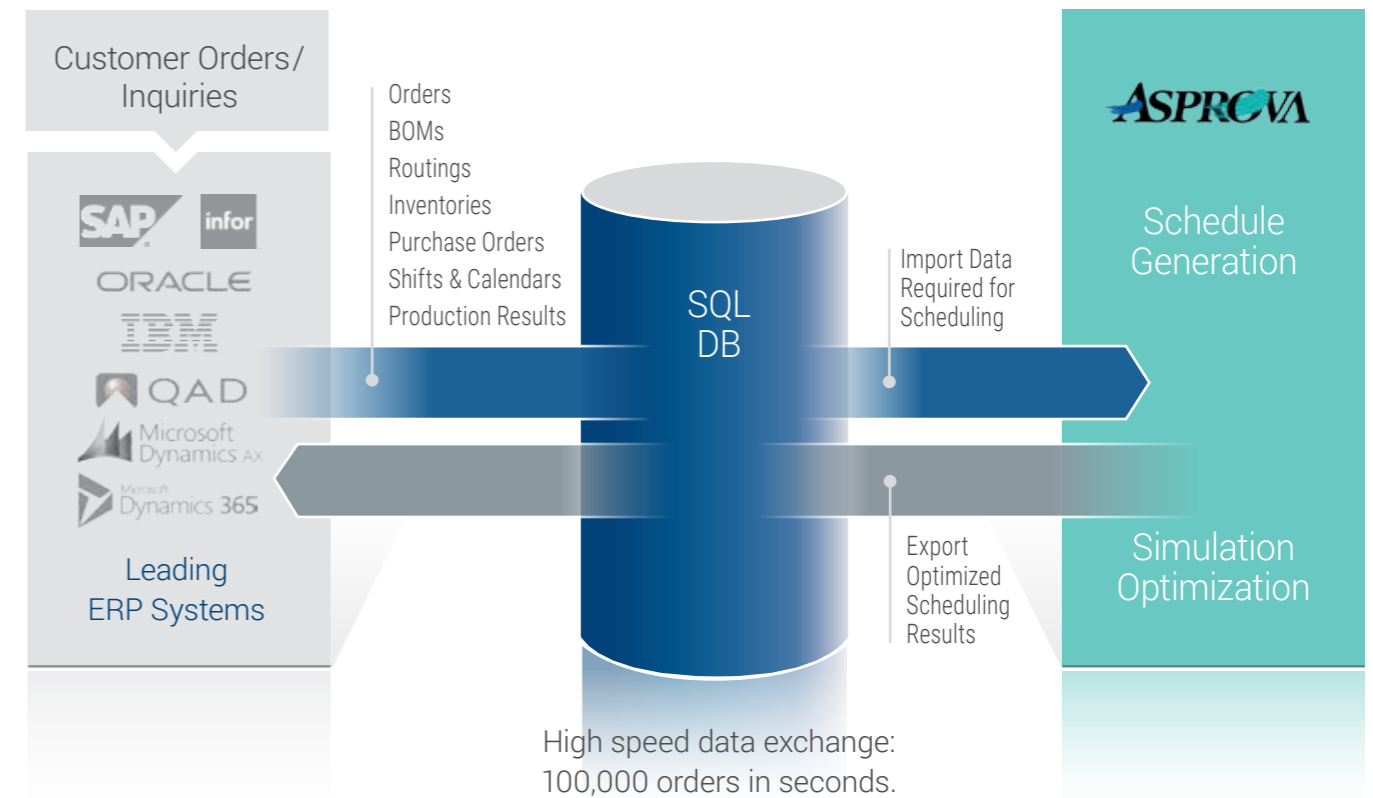 Customer Orders/
Inquiries
SAP
infor
ORACLE
IBM
QAD
Microsoft
Dynamics AX
Microsoft
Dynamics 365
Leading
ERP Systems
Orders
BOMs
Routings
Inventories
Purchase Orders
Shifts & Calendars
Production Results
SQL
DB
Import Data
Required for
Scheduling
Export
Optimized
Scheduling
Results
ASPROVA
Schedule
Generation
Simulation
Optimization
High speed data exchange:
100,000 orders in seconds.